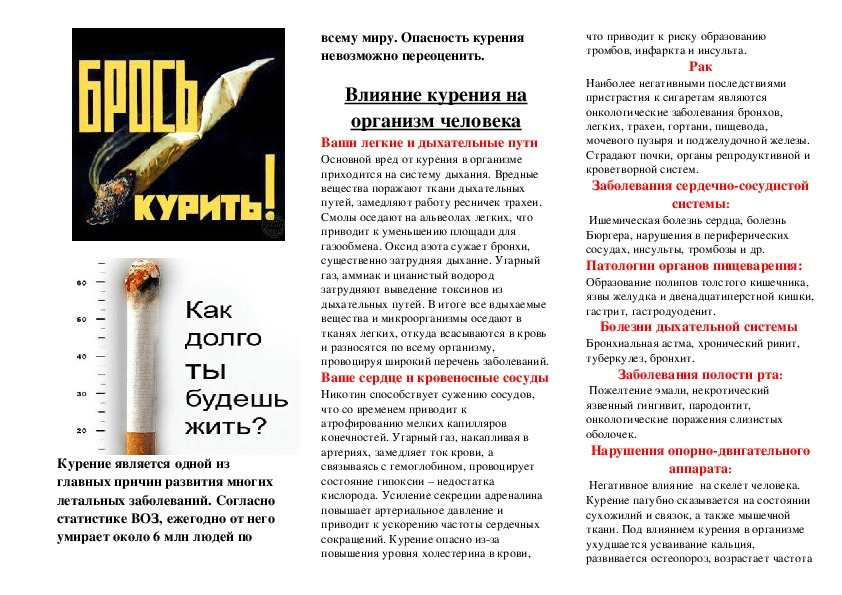 БРОСЬ
КУРИТЬ!
80
50
40
30
20
Как
долго
ты
будешь
жить?
Курение является одной из
главных причин развития многих
летальных заболеваний. Согласно
статистике ВОЗ, ежегодно от него
умирает около 6 млн людей по
всему миру. Опасность курения
невозможно переоценить.
Влияние курения на
организм человека
Ваши легкие и дыхательные пути
Основной вред от курения в организме
приходится на систему дыхания. Вредные
вещества поражают ткани дыхательных
путей, замедляют работу ресничек трахеи.
Смолы оседают на альвеолах легких, что
приводит к уменьшению площади для
газообмена. Оксид азота сужает бронхи,
существенно затрудняя дыхание. Угарный
газ, аммиак и цианистый водород
затрудняют выведение токсинов из
дыхательных путей. В итоге все вдыхаемые
вещества и микроорганизмы оседают в
тканях легких, откуда всасываются в кровь
и разносятся по всему организму,
провоцируя широкий перечень заболеваний.
Ваше сердце и кровеносные сосуды
Никотин способствует сужению сосудов,
что со временем приводит к
атрофированию мелких капилляров
конечностей. Угарный газ, накапливая в
артериях, замедляет ток крови, а
связываясь с гемоглобином, провоцирует
состояние гипоксии – недостатка
кислорода. Усиление секреции адреналина
повышает артериальное давление и
приводит к ускорению частоты сердечных
сокращений. Курение опасно из-за
повышения уровня холестерина в крови,
что приводит к риску образованию
тромбов, инфаркта и инсульта.
Рак
Наиболее негативными последствиями
пристрастия к сигаретам являются
онкологические заболевания бронхов,
легких, трахеи, гортани, пищевода,
мочевого пузыря и поджелудочной железы.
Страдают почки, органы репродуктивной и
кроветворной систем.
Заболевания сердечно-сосудистой
системы:
Ишемическая болезнь сердца, болезнь
Бюргера, нарушения в периферических
сосудах, инсульты, тромбозы и др.
Патологии органов пищеварения:
Образование полипов толстого кишечника,
язвы желудка и двенадцатиперстной кишки,
гастрит, гастродуоденит.
Болезни дыхательной системы
Бронхиальная астма, хронический ринит,
туберкулез, бронхит.
Заболевания полости рта:
Пожелтение эмали, некротический
язвенный гингивит, пародонтит,
онкологические поражения слизистых
оболочек.
Нарушения опорно-двигательного
аппарата:
Негативное влияние  на скелет человека.
Курение пагубно сказывается на состоянии
сухожилий и связок, а также мышечной
ткани. Под влиянием курения в организме
ухудшается усваивание кальция,
развивается остеопороз, возрастает частота